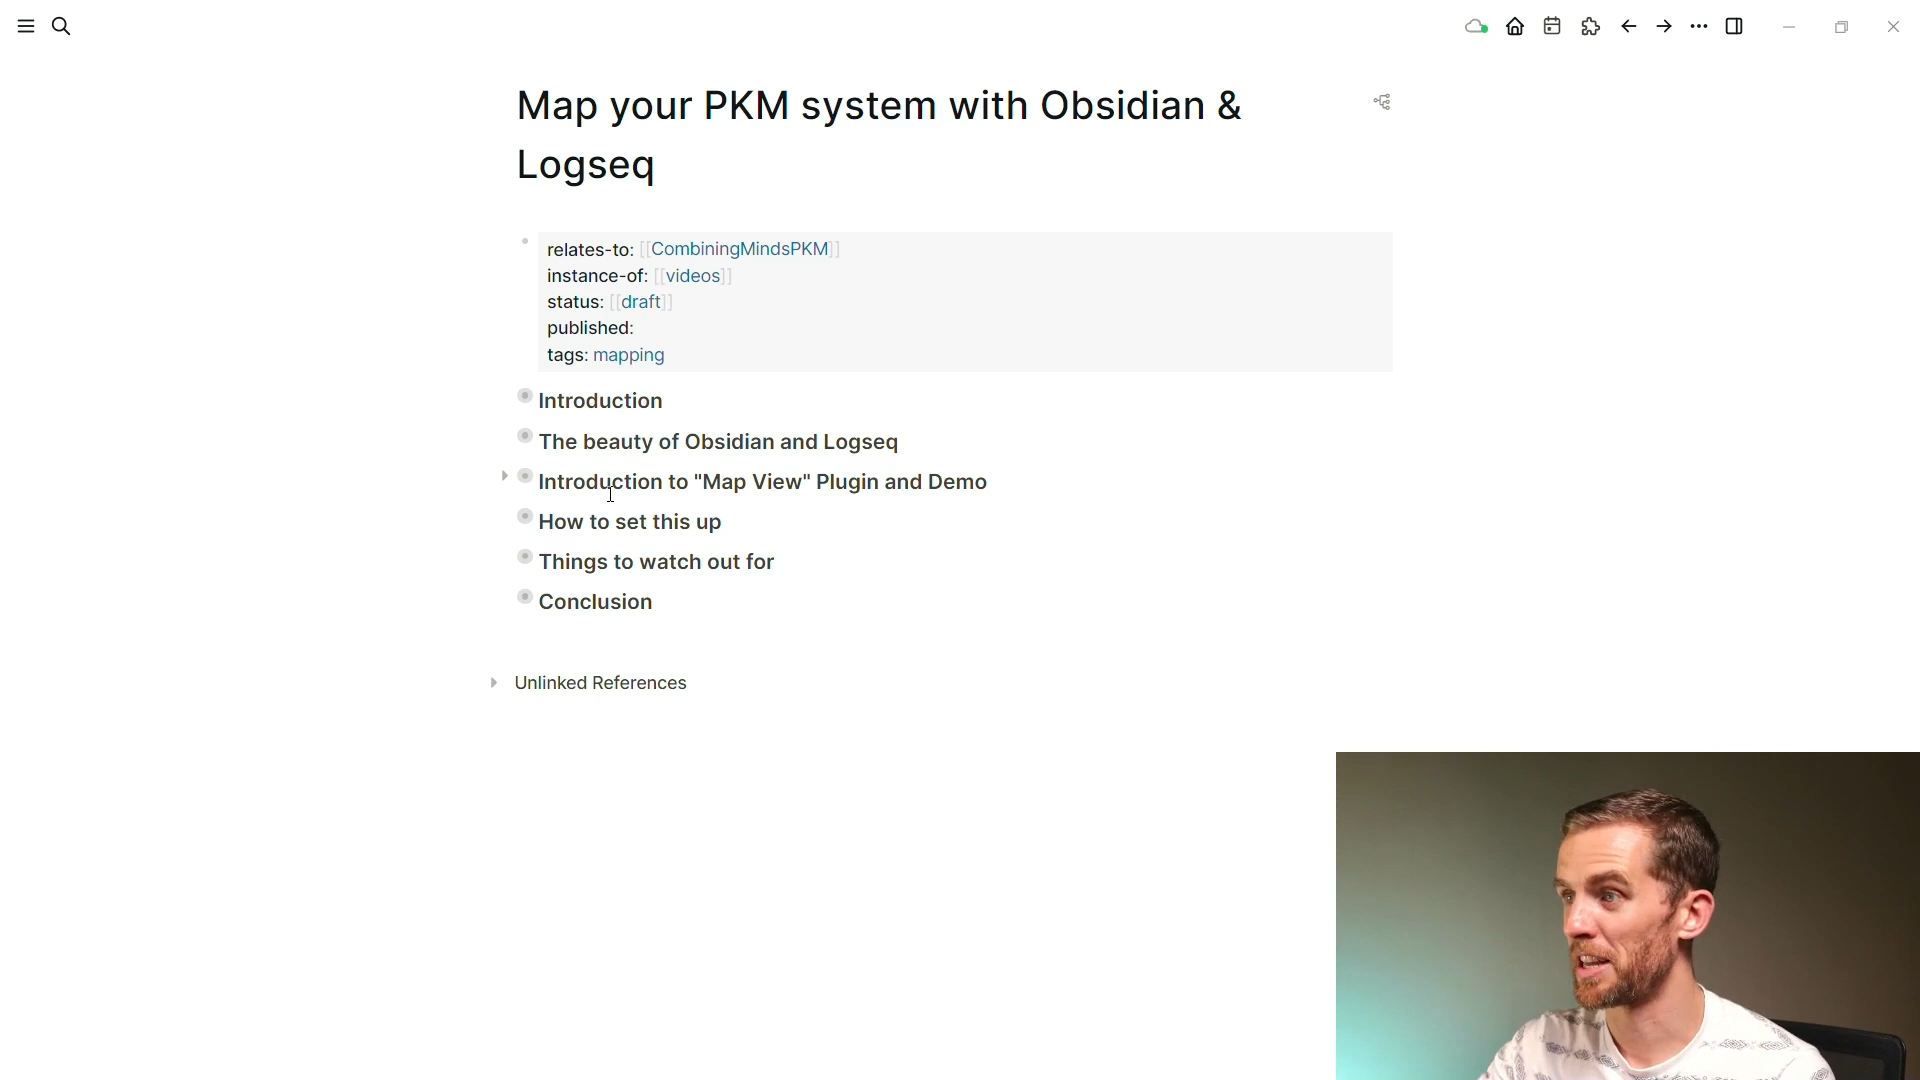 Map your PKM system with Obsidian &
Logseq
relates-to: [[CombiningMindsPKM]]
instance-of: [[videos]]
status: [[draft]]
published:
tags: mapping
Introduction
The beauty of Obsidian and Logseq
Introduction to "Map View" Plugin and Demo
How to set this up
Things to watch out for
Conclusion
Unlinked References